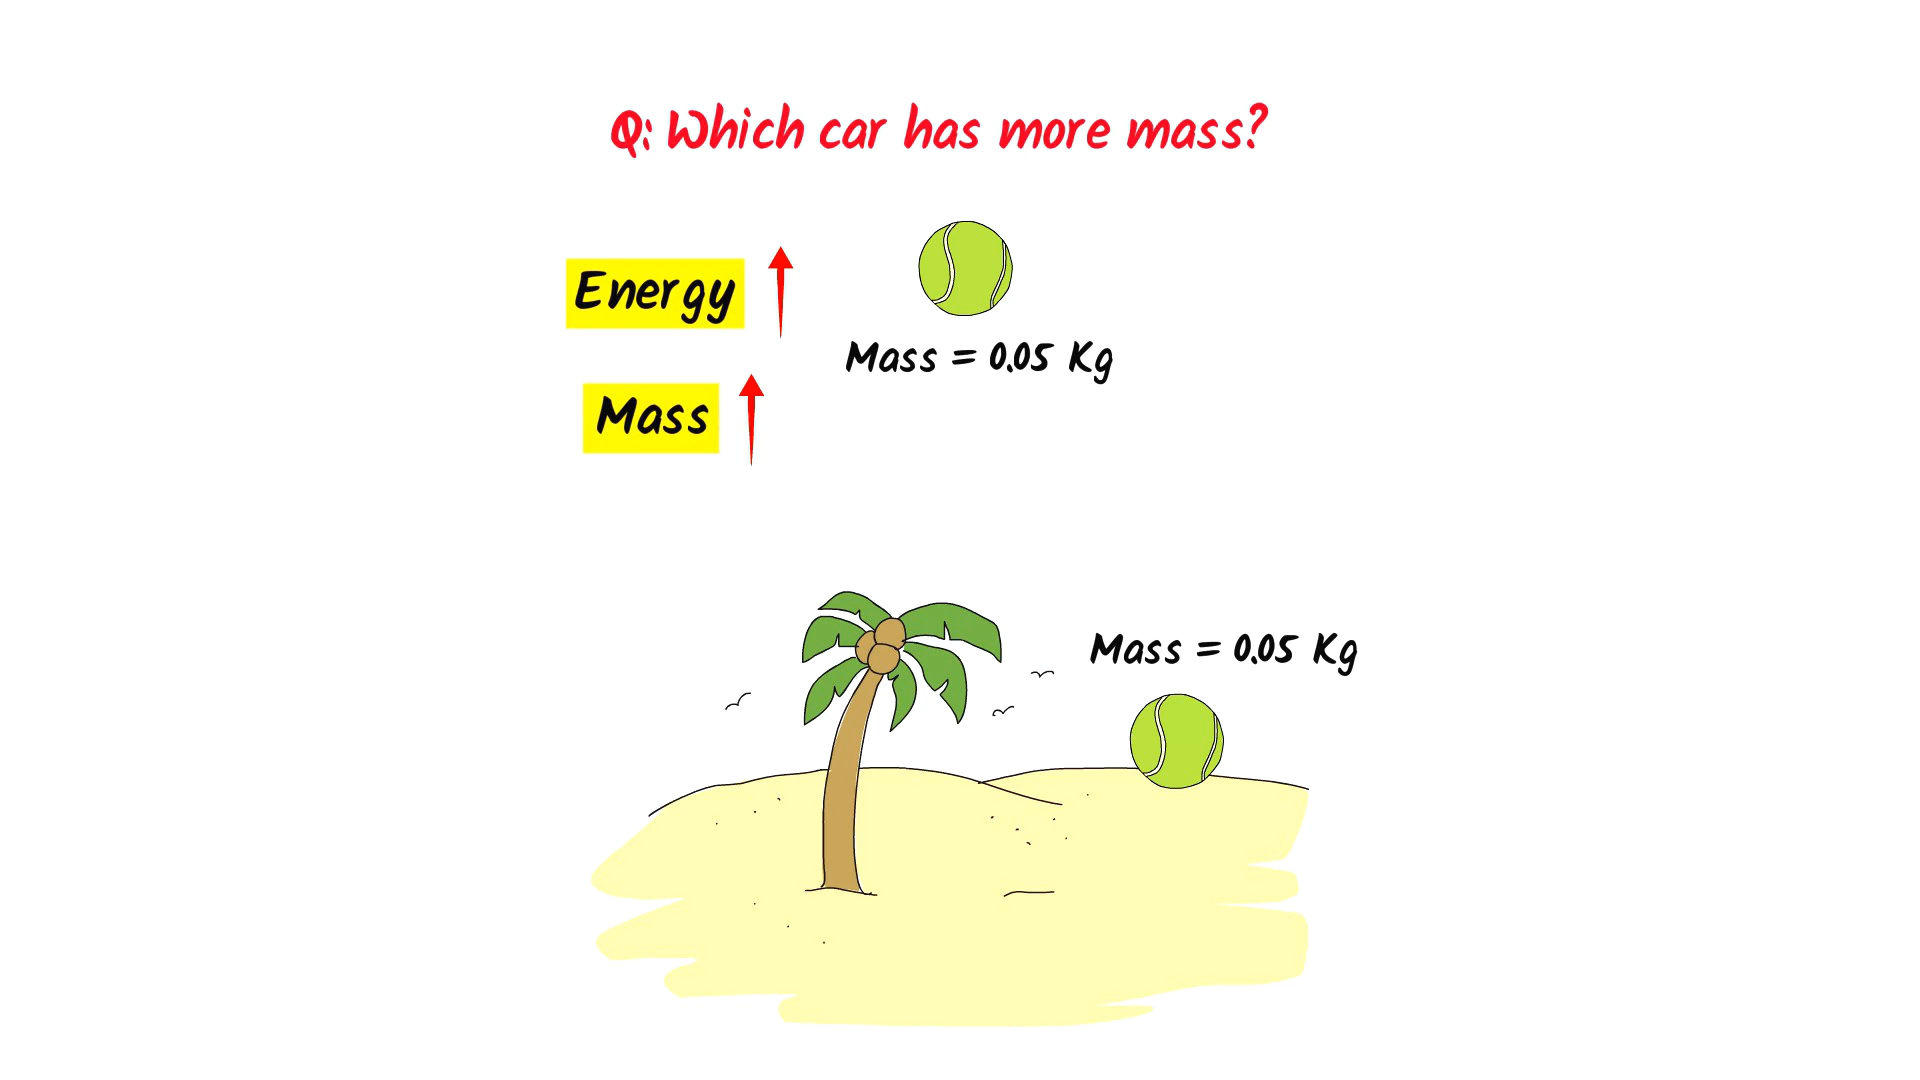 Q: Which car has more mass?
Energy
Mass = 0.05 Kg
Mass
Mass = 0.05 Kg